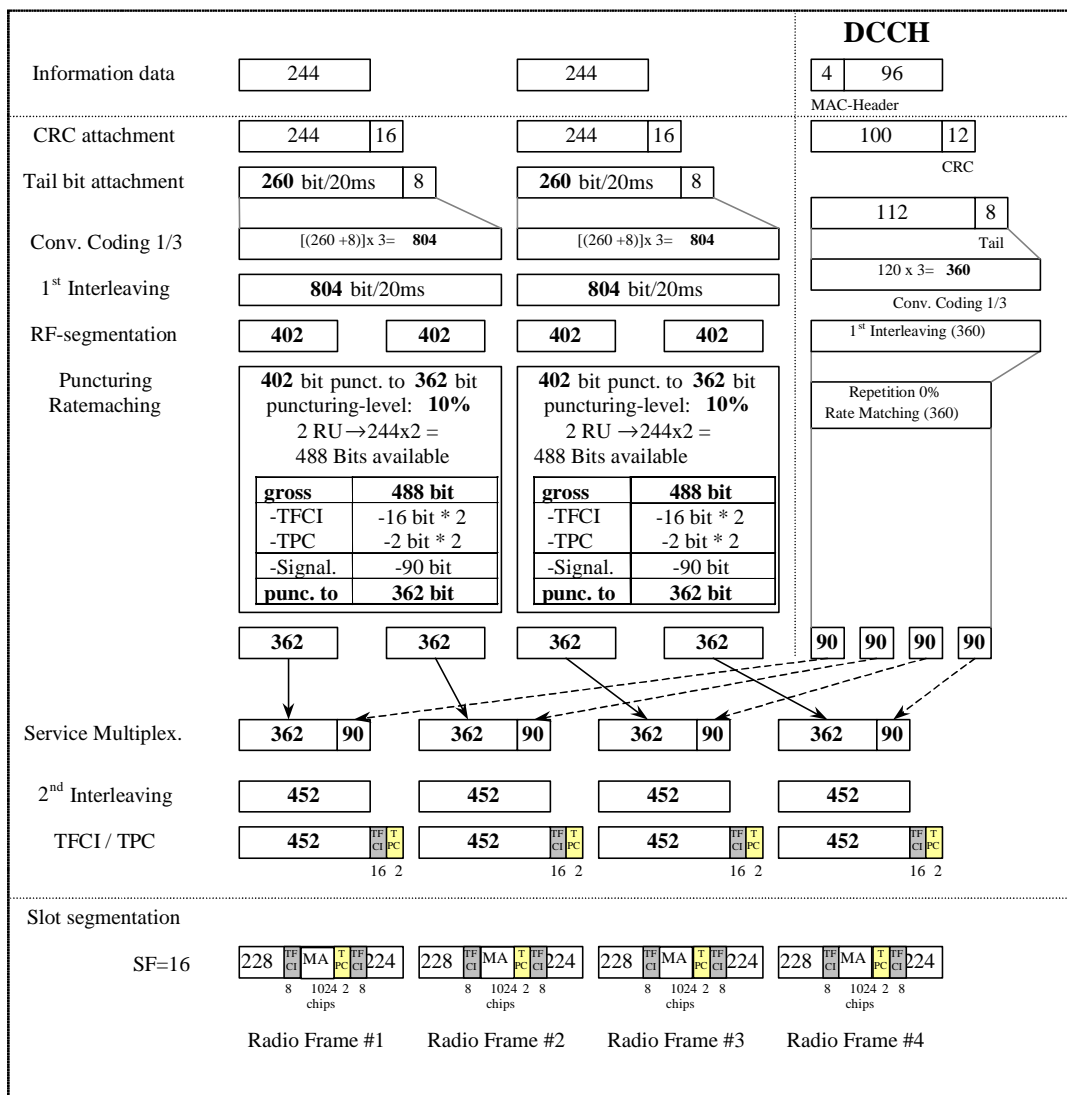 DCCH
Information data 244 244 4 96
MAC-Header
CRC attachment 244 16 244 16 100 12
CRC
Tail bit attachment 260 bit/20ms 8 260 bit/20ms 8
112 8
Tail
Conv. Coding 1/3 [(260 +8)]x 3= 804 [(260 +8)]x 3= 804
120 x 3= 360
Conv. Coding 1/3
1st Interleaving 804 bit/20ms 804 bit/20ms
RF-segmentation 402 402 402 402 1st Interleaving (360)
Puncturing
Ratemaching
402 bit punct. to 362 bit
puncturing-level: 10%
2 RU →244x2 =
488 Bits available
gross 488 bit
-TFCI -16 bit * 2
-TPC -2 bit * 2
-Signal. -90 bit
punc. to 362 bit
402 bit punct. to 362 bit
puncturing-level: 10%
2 RU →244x2 =
488 Bits available
gross 488 bit
-TFCI -16 bit * 2
-TPC -2 bit * 2
-Signal. -90 bit
punc. to 362 bit
Repetition 0%
Rate Matching (360)
362 362 362 362 90 90 90 90
Service Multiplex. 362 90 362 90 362 90 362 90
2nd Interleaving 452 452 452 452
TFCI / TPC 452 TF CI T PC 452 TF CI T PC 452 TF CI T PC 452 TF CI T PC
16 2 16 2 16 2 16 2
Slot segmentation
SF=16 228 TF CI MA T PC TF CI 224 228 TF CI MA T PC TF CI 224 228 TF CI MA T PC TF CI 224 228 TF CI MA T PC TF CI 224
8 1024 2 8 8 1024 2 8 8 1024 2 8 8 1024 2 8
chips chips chips chips
Radio Frame #1 Radio Frame #2 Radio Frame #3 Radio Frame #4